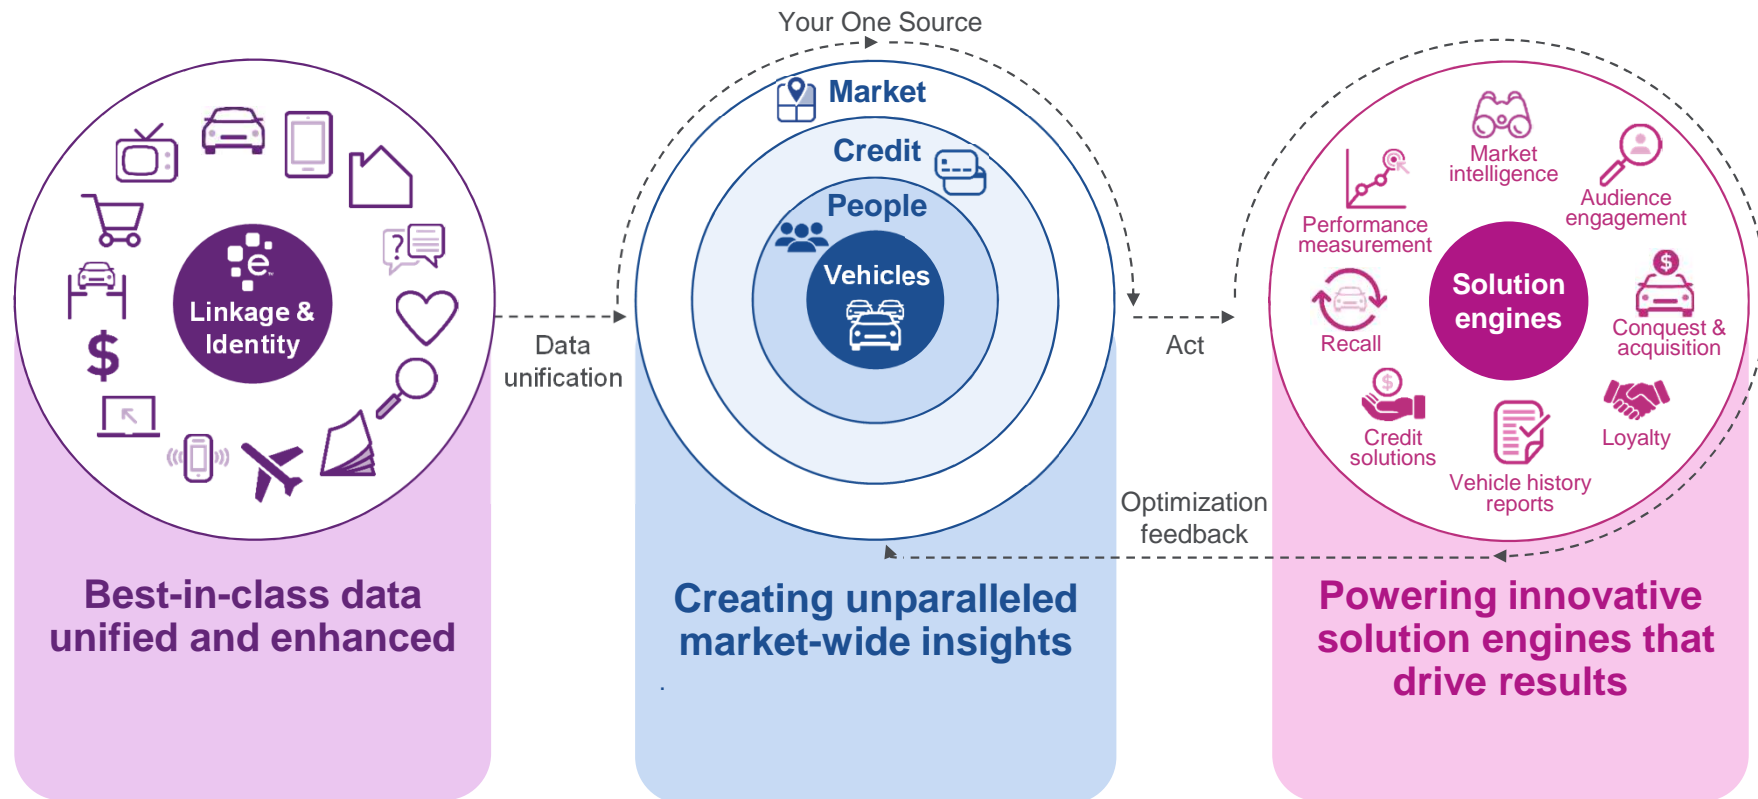 Your One Source
Market
Credit
People
Vehicles
e™
Linkage &
Identity
Data
unification
Act
Optimization
feedback
Market
intelligence
Audience
engagement
Performance
measurement
Solution
engines
Conquest &
acquisition
Recall
Credit
solutions
Vehicle history
reports
Loyalty
$
?
$
$
Best-in-class data
unified and enhanced
Creating unparalleled
market-wide insights
.
Powering innovative
solution engines that
drive results